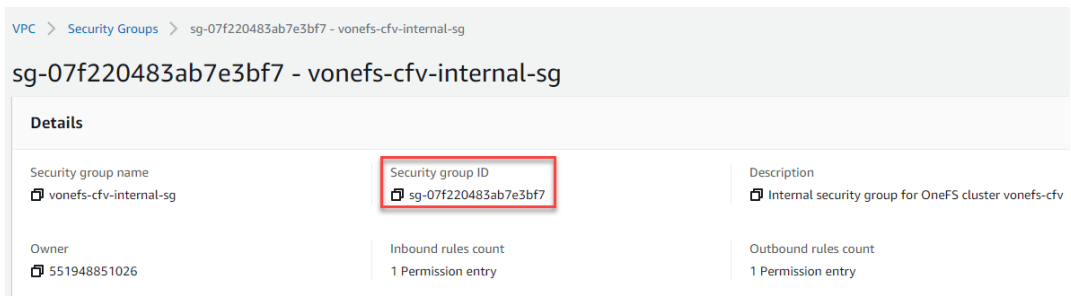 VPC > Security Groups > sg-07f220483ab7e3bf7 - vonefs-cfv-internal-sg
sg-07f220483ab7e3bf7 - vonefs-cfv-internal-sg
Details
Security group name Security group ID Description
vonefs-cfv-internal-sg sg-07f220483ab7e3bf7 Internal security group for OneFS cluster vonefs-cfv
Owner Inbound rules count Outbound rules count
551948851026 1 Permission entry 1 Permission entry